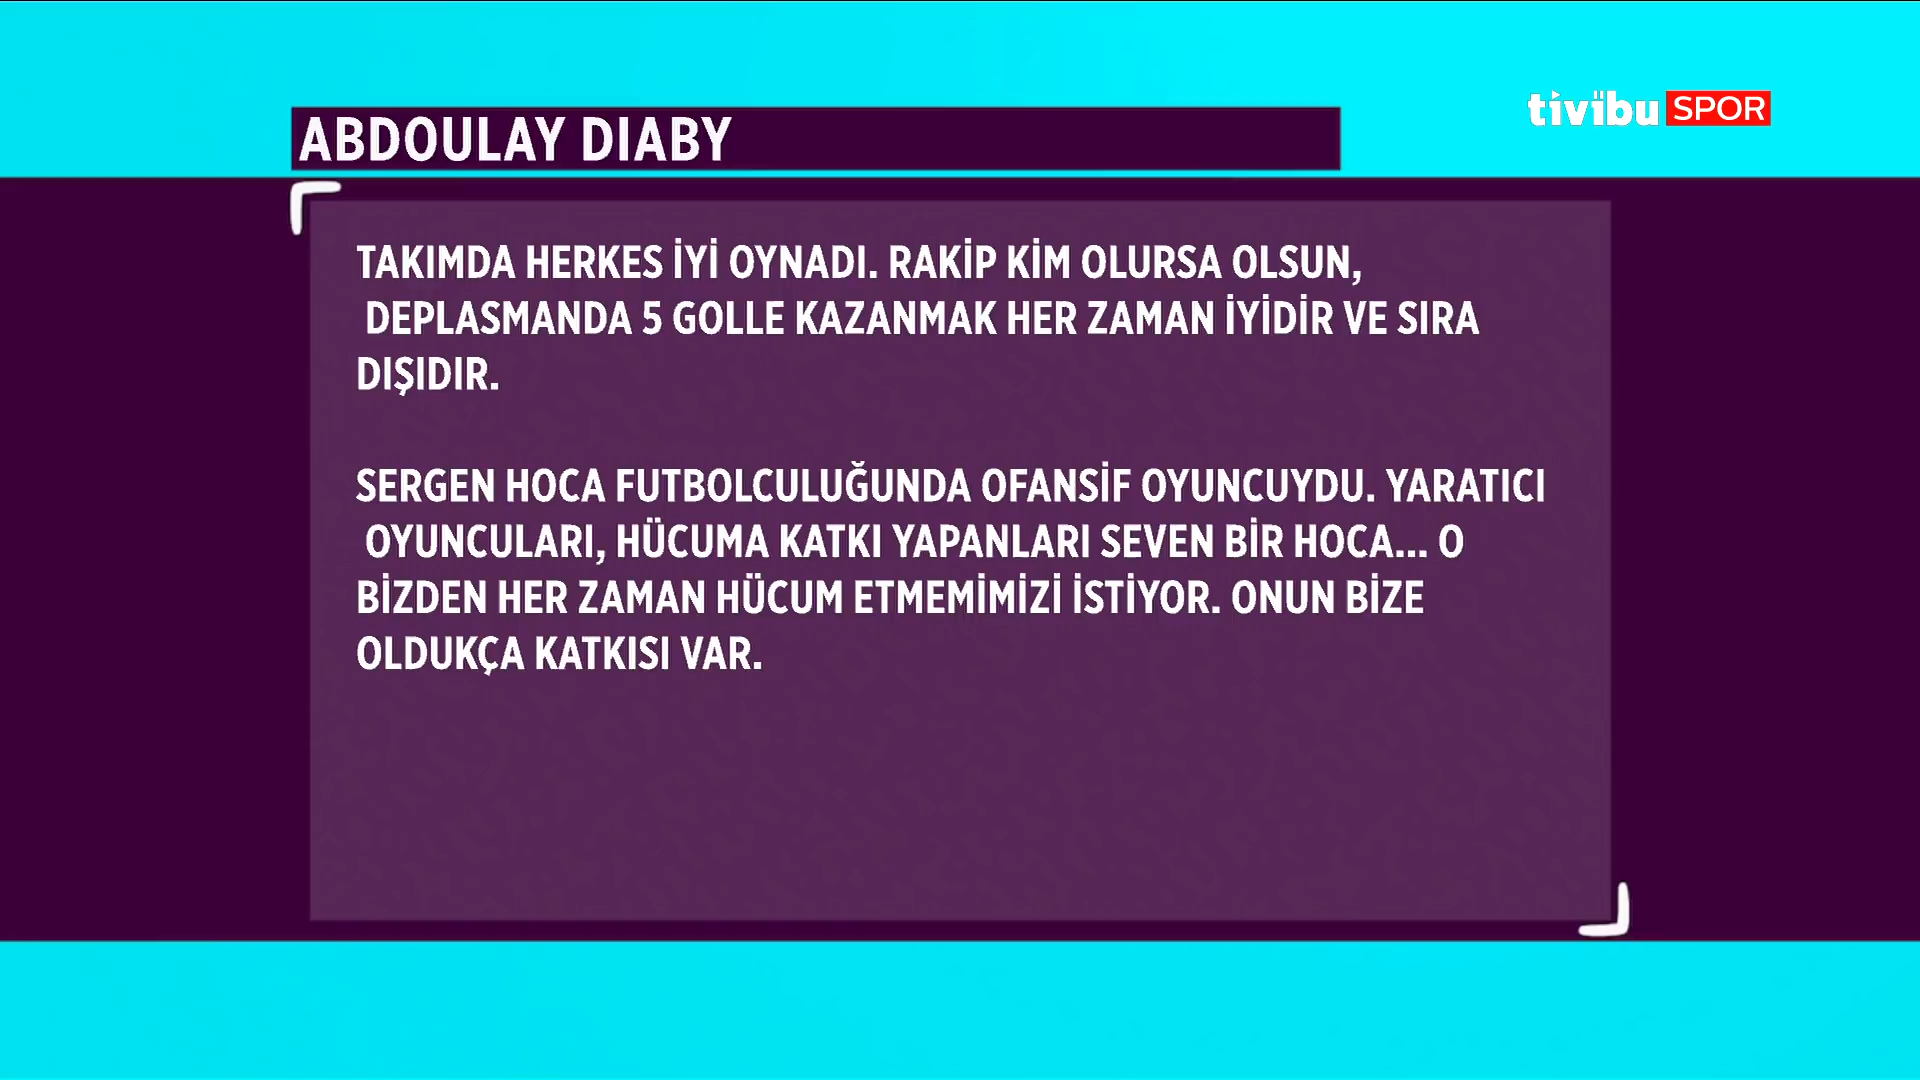 tivibu SPOR
ABDOULAY DIABY
TAKIMDA HERKES İYİ OYNADI. RAKİP KİM OLURSA OLSUN,
DEPLASMANDA 5 GOLLE KAZANMAK HER ZAMAN İYİDİR VE SIRA
DIŞIDIR.
SERGEN HOCA FUTBOLCULUĞUNDA OFANSİF OYUNCUYDU. YARATICI
OYUNCULARI, HÜCUMA KATKI YAPANLARI SEVEN BİR HOCA... O
BİZDEN HER ZAMAN HÜCUM ETMEMİMİZİ İSTİYOR. ONUN BİZE
OLDUKÇA KATKISI VAR.